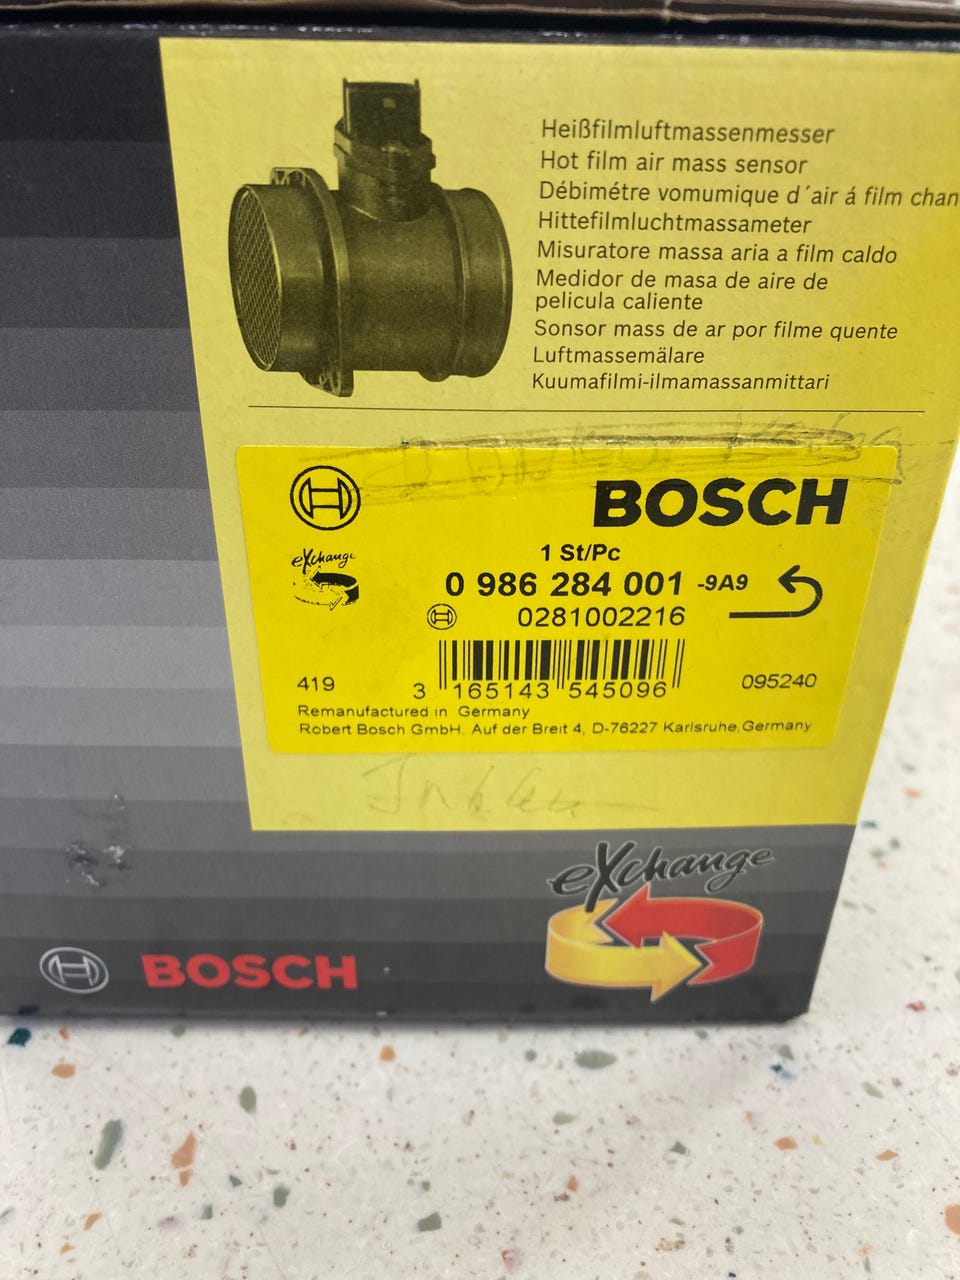 Heißfilmluftmassenmesser
Hot film air mass sensor
Débimétre vomumique d´air á film chan
Hittefilmluchtmassameter
Misuratore massa aria a film caldo
Medidor de masa de aire de
pelicula caliente
Sonsor mass de ar por filme quente
Luftmassemälare
Kuumafilmi-ilmamassanmittari
BOSCH
BOSCH
eXchange
1 St/Pc
0 986 284 001 -9A9
0281002216
419
3 165143 545096
095240
Remanufactured in Germany
Robert Bosch GmbH. Auf der Breit 4, D-76227 Karlsruhe, Germany
eXchange
BOSCH